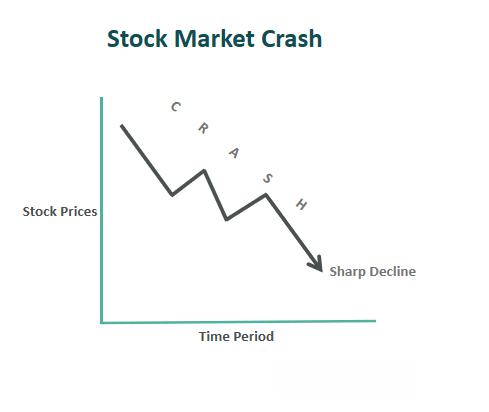 Stock Market Crash
C R A S H
Stock Prices
Sharp Decline
Time Period